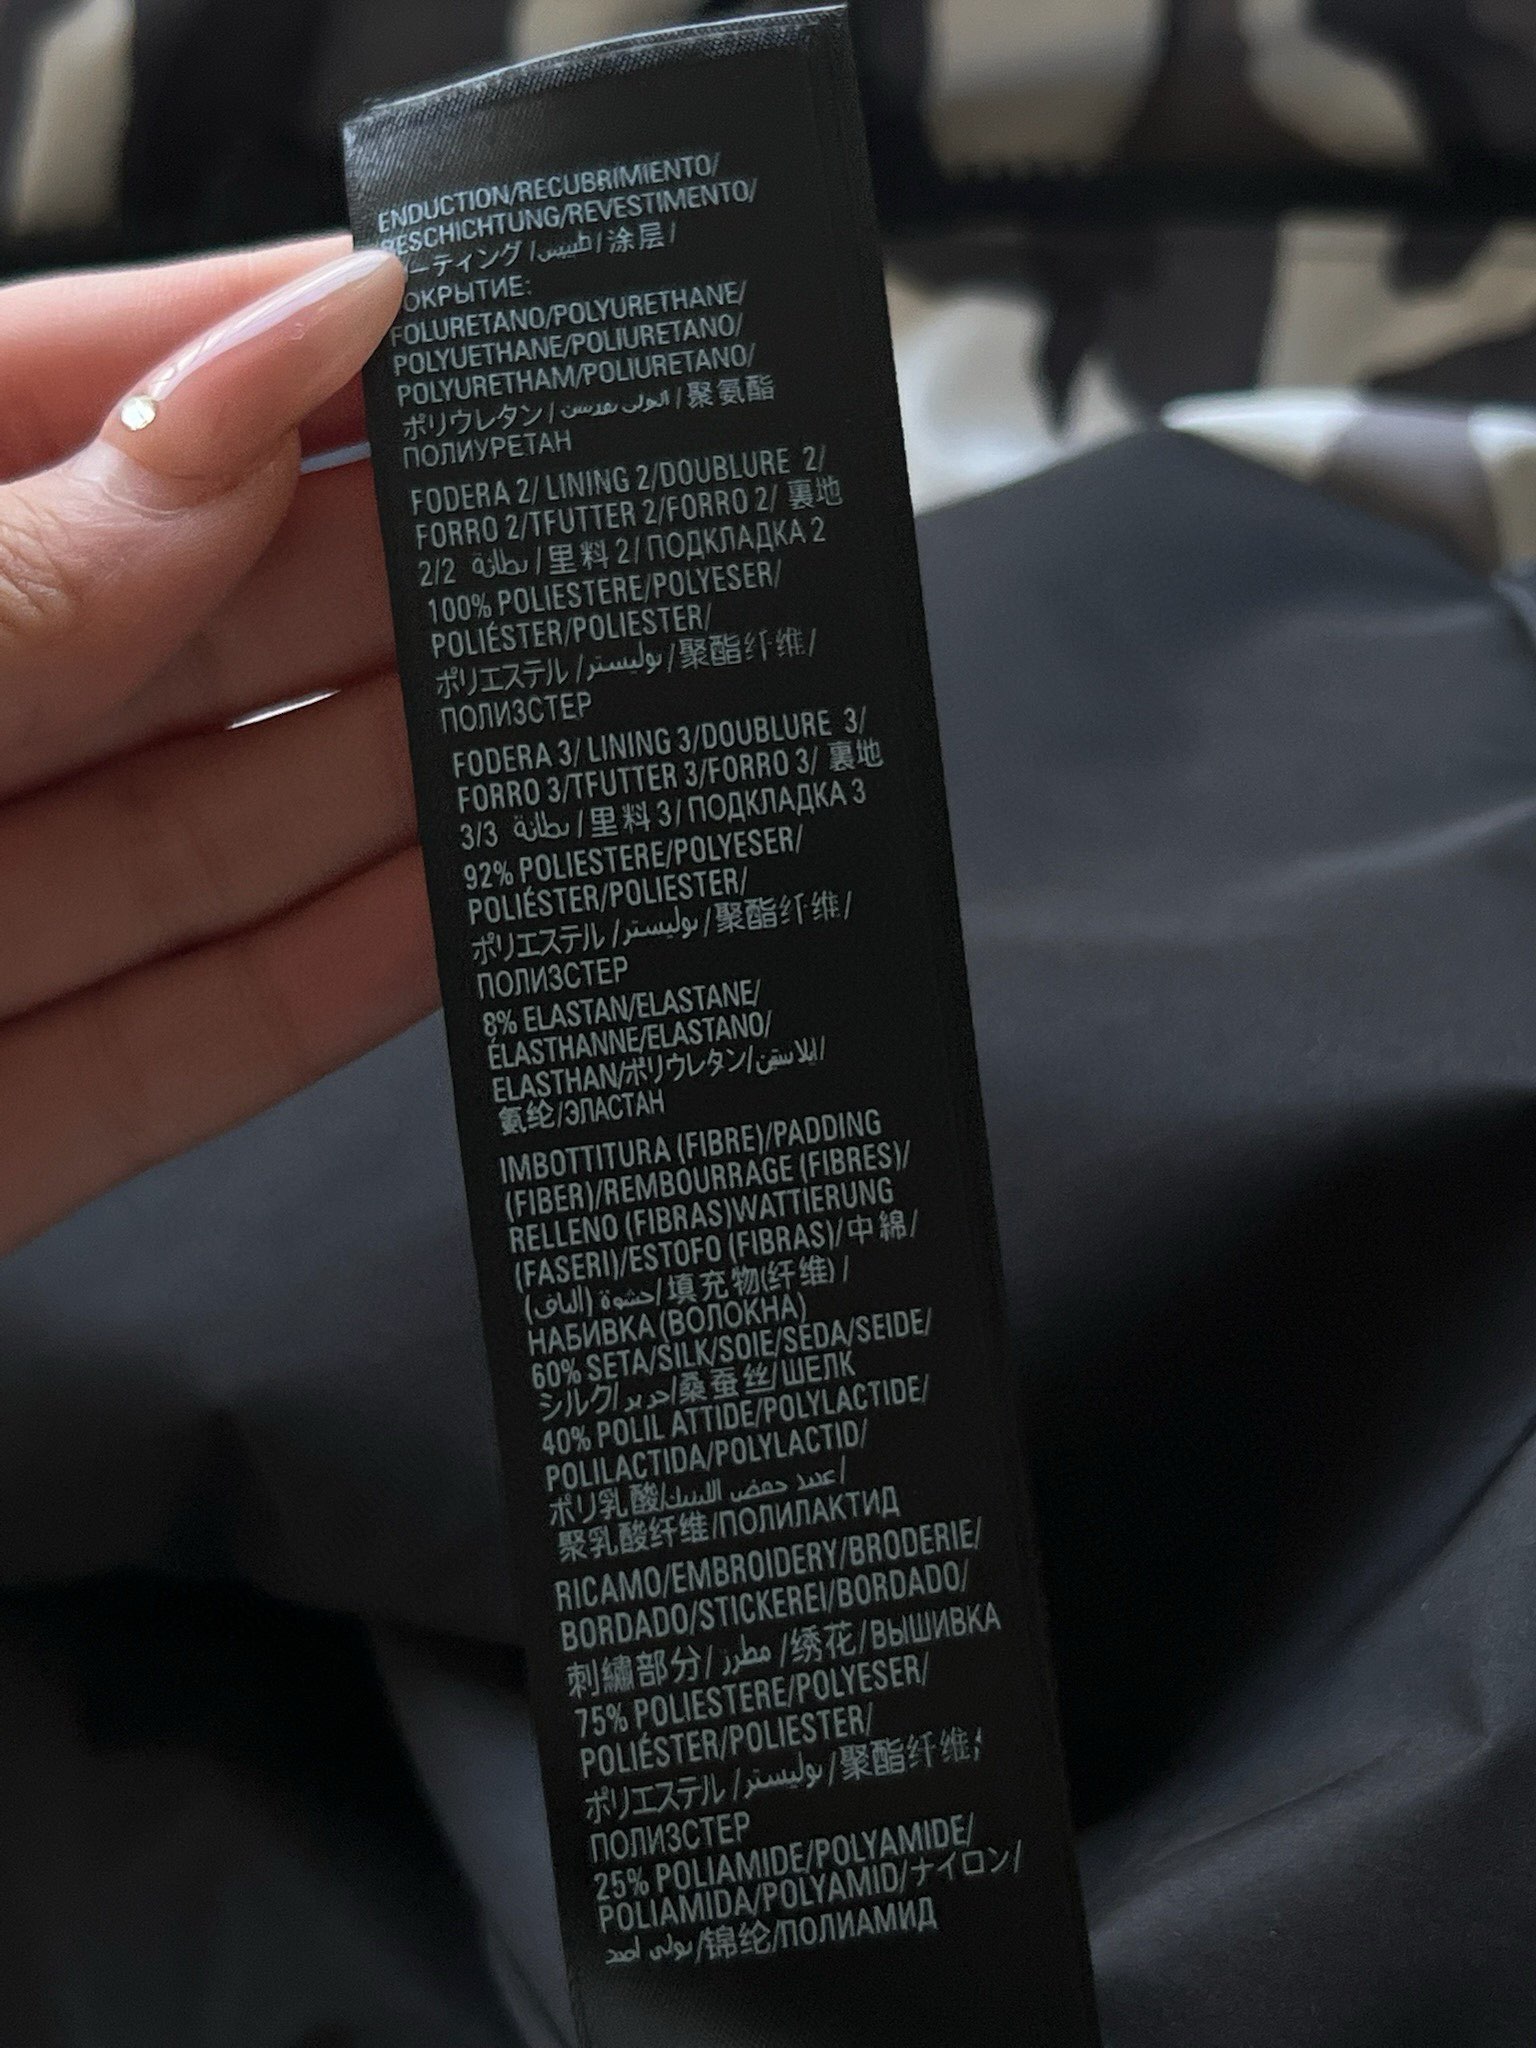 ENDUCTION/RECUBRIMIENTO/
BESCHICHTUNG/REVESTIMENTO/
ーティング / / 涂层 /
ОКРЫТИЕ:
FOLURETANO/POLYURETHANE/
POLYUETHANE/POLIURETANO/
POLYURETHAM/POLIURETANO/
ポリウレタン / / 聚氨酯
ПОЛИУРЕТАН
FODERA 2/ LINING 2/DOUBLURE 2/
FORRO 2/TFUTTER 2/FORRO 2/ 裏地
2/2 بطانة / 里料 2/ ПОДКЛАДКА 2
100% POLIESTERE/POLYESER/
POLIÉSTER/POLIESTER/
ポリエステル / بوليستر / 聚酯纤维/
ПОЛИЗСТЕР
FODERA 3/ LINING 3/DOUBLURE 3/
FORRO 3/TFUTTER 3/FORRO 3/ 裏地
3/3 بطانة / 里料 3/ ПОДКЛАДКА 3
92% POLIESTERE/POLYESER/
POLIÉSTER/POLIESTER/
ポリエステル / بوليستر / 聚酯纤维/
ПОЛИЗСТЕР
8% ELASTAN/ELASTANE/
ÉLASTHANNE/ELASTANO/
ELASTHAN/ポリウレタン/ايلاستين/
氨纶/ЭЛАСТАН
IMBOTTITURA (FIBRE)/PADDING
(FIBER)/REMBOURRAGE (FIBRES)/
RELLENO (FIBRAS)WATTIERUNG
(FASERI)/ESTOFO (FIBRAS)/ 中綿/
حشوة (الياف) / 填充物(纤维) /
НАБИВКА (ВОЛОКНА)
60% SETA/SILK/SOIE/SEDA/SEIDE/
シルク/حرير/桑蚕丝/ШЕЛК
40% POLIL ATTIDE/POLYLACTIDE/
POLILACTIDA/POLYLACTID/
ポリ乳酸/ /
聚乳酸纤维/ПОЛИЛАКТИД
RICAMO/EMBROIDERY/BRODERIE/
BORDADO/STICKEREI/BORDADO/
刺繡部分/ مطرز /绣花/ВЫШИВКА
75% POLIESTERE/POLYESER/
POLIÉSTER/POLIESTER/
ポリエステル / بوليستر / 聚酯纤维/
ПОЛИЗСТЕР
25% POLIAMIDE/POLYAMIDE/
POLIAMIDA/POLYAMID/ナイロン/
بولي اميد /锦纶/ПОЛИАМИД